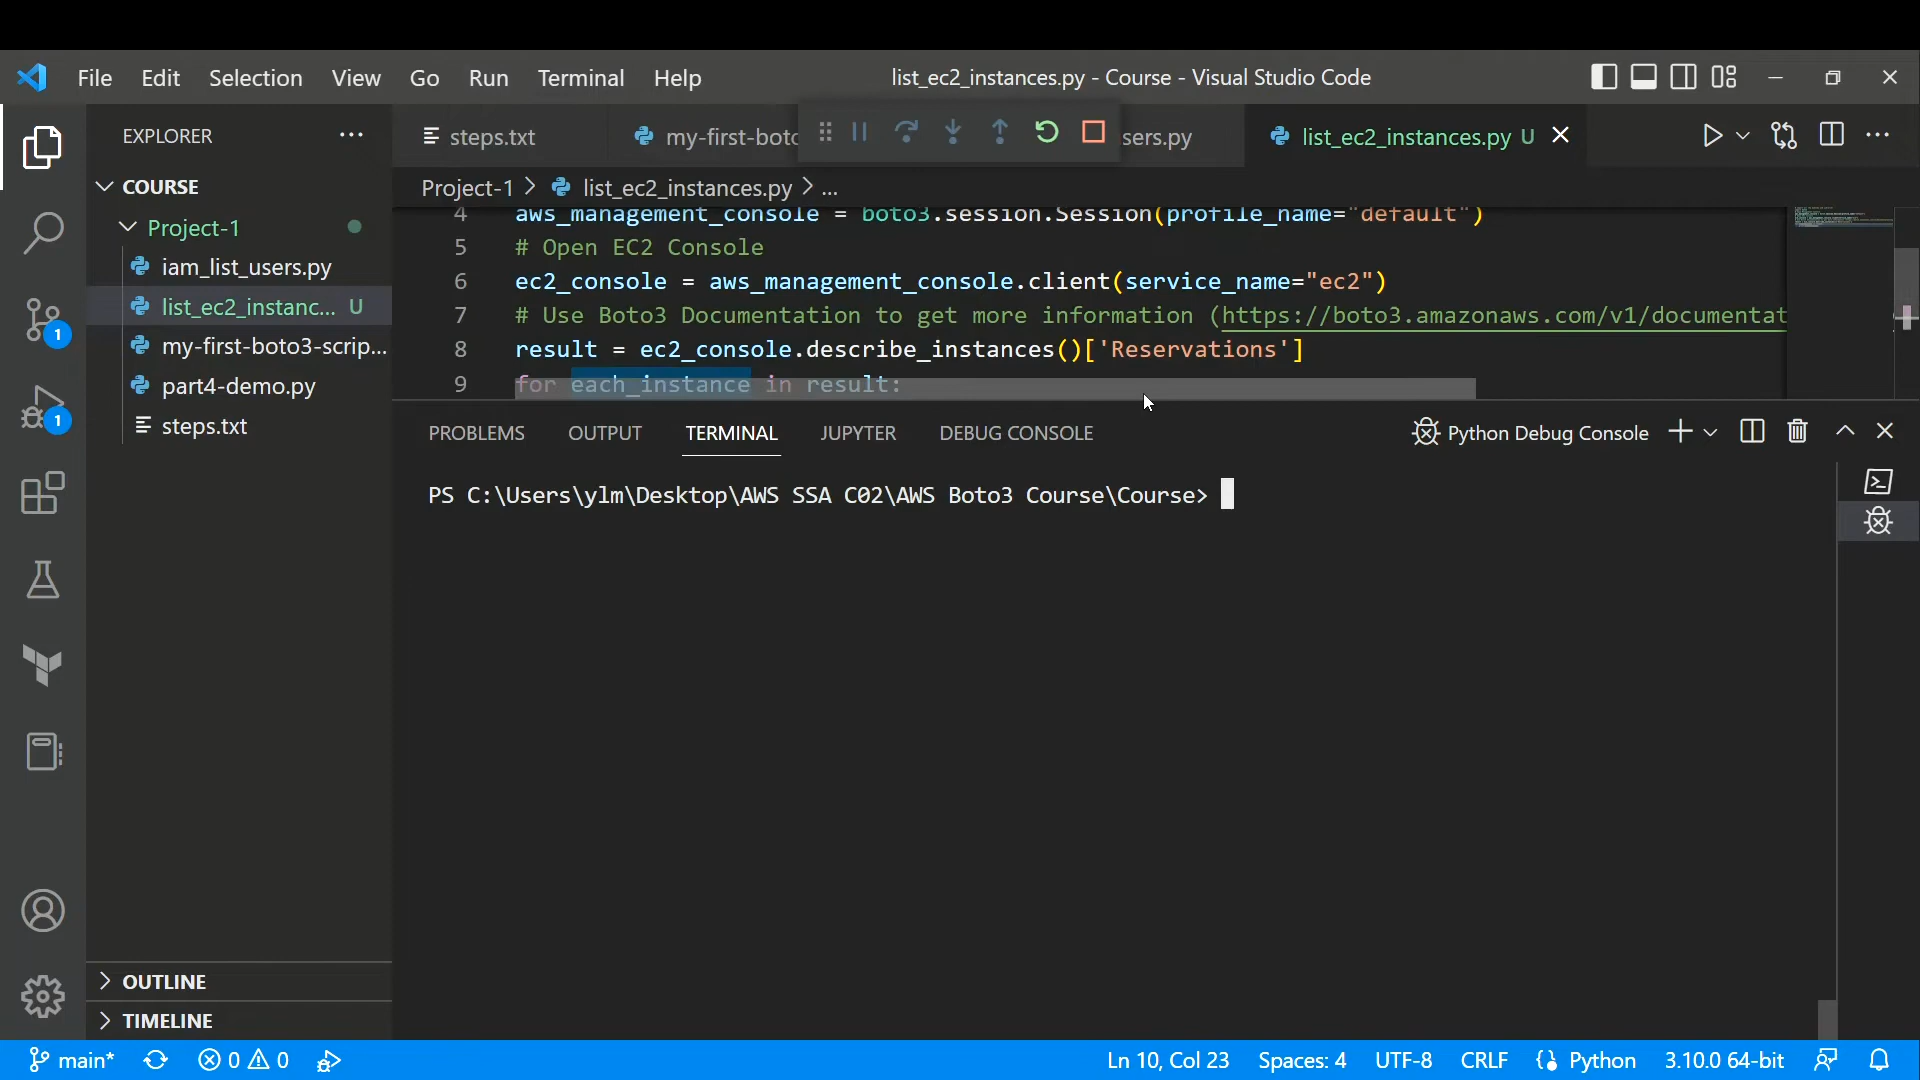 File Edit Selection View Go Run Terminal Help
list_ec2_instances.py - Course - Visual Studio Code
EXPLORER
steps.txt
my-first-botc
sers.py
list_ec2_instances.py U
COURSE
Project-1 > list_ec2_instances.py > ...
Project-1
iam_list_users.py
list_ec2_instanc... U
my-first-boto3-scrip...
part4-demo.py
steps.txt
4 aws_management_console = boto3.session.Session(profile_name="default")
5 # Open EC2 Console
6 ec2_console = aws_management_console.client(service_name="ec2")
7 # Use Boto3 Documentation to get more information (https://boto3.amazonaws.com/v1/documentat
8 result = ec2_console.describe_instances()['Reservations']
9 for each_instance in result:
1
1
PROBLEMS OUTPUT TERMINAL JUPYTER DEBUG CONSOLE
Python Debug Console
PS C:\Users\ylm\Desktop\AWS SSA C02\AWS Boto3 Course\Course>
OUTLINE
TIMELINE
main* 0 0
Ln 10, Col 23 Spaces: 4 UTF-8 CRLF Python 3.10.0 64-bit